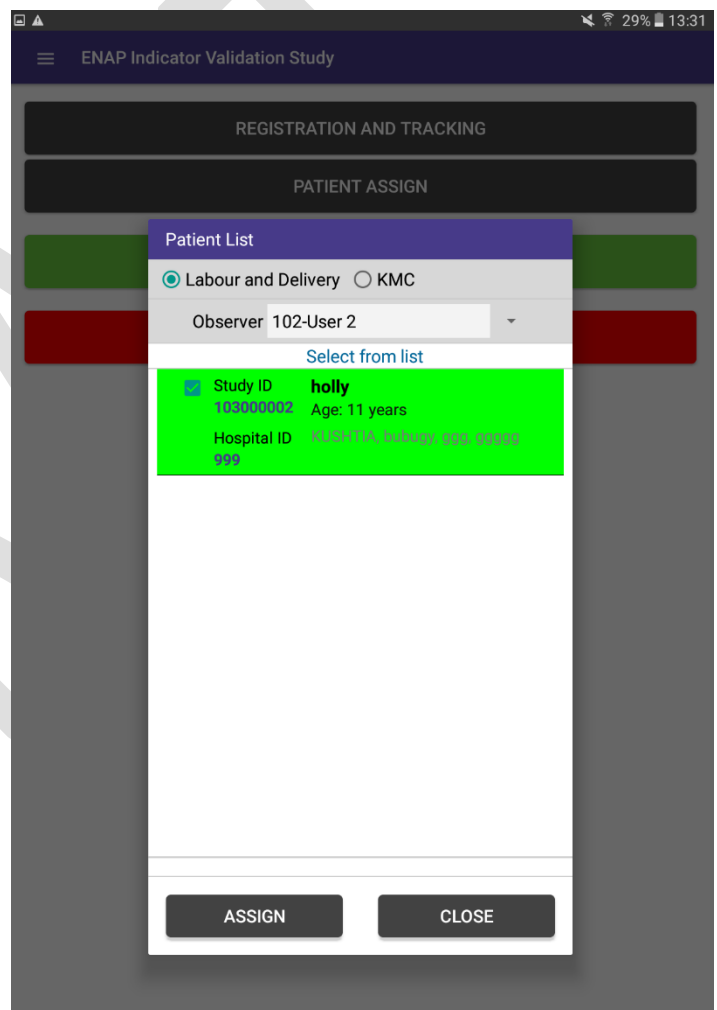 29% 13:31
ENAP Indicator Validation Study
REGISTRATION AND TRACKING
PATIENT ASSIGN
Patient List
Labour and Delivery KMC
Observer 102-User 2
Select from list
Study ID holly
103000002 Age: 11 years
Hospital ID KUSHTIA, bubugy, ggg, ggggg
999
ASSIGN CLOSE